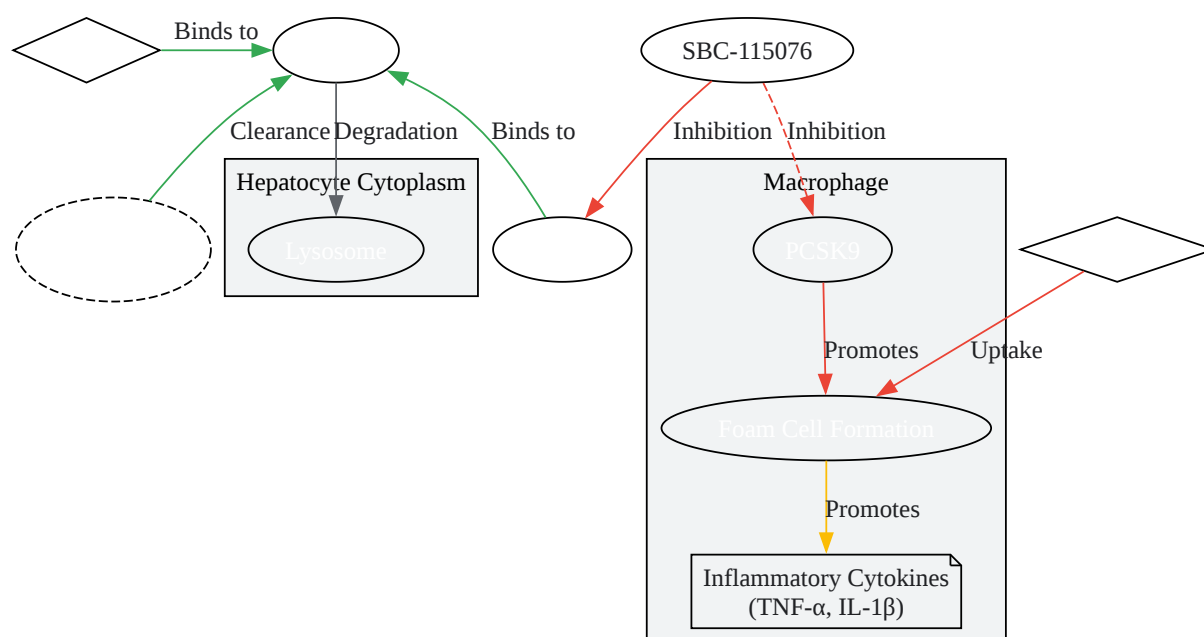 Binds to
SBC-115076
Clearance
Degradation
Binds to
Inhibition
Inhibition
Hepatocyte Cytoplasm
Macrophage
Lysosome
PCSK9
Promotes
Uptake
Foam Cell Formation
Promotes
Inflammatory Cytokines
(TNF-α, IL-1β)